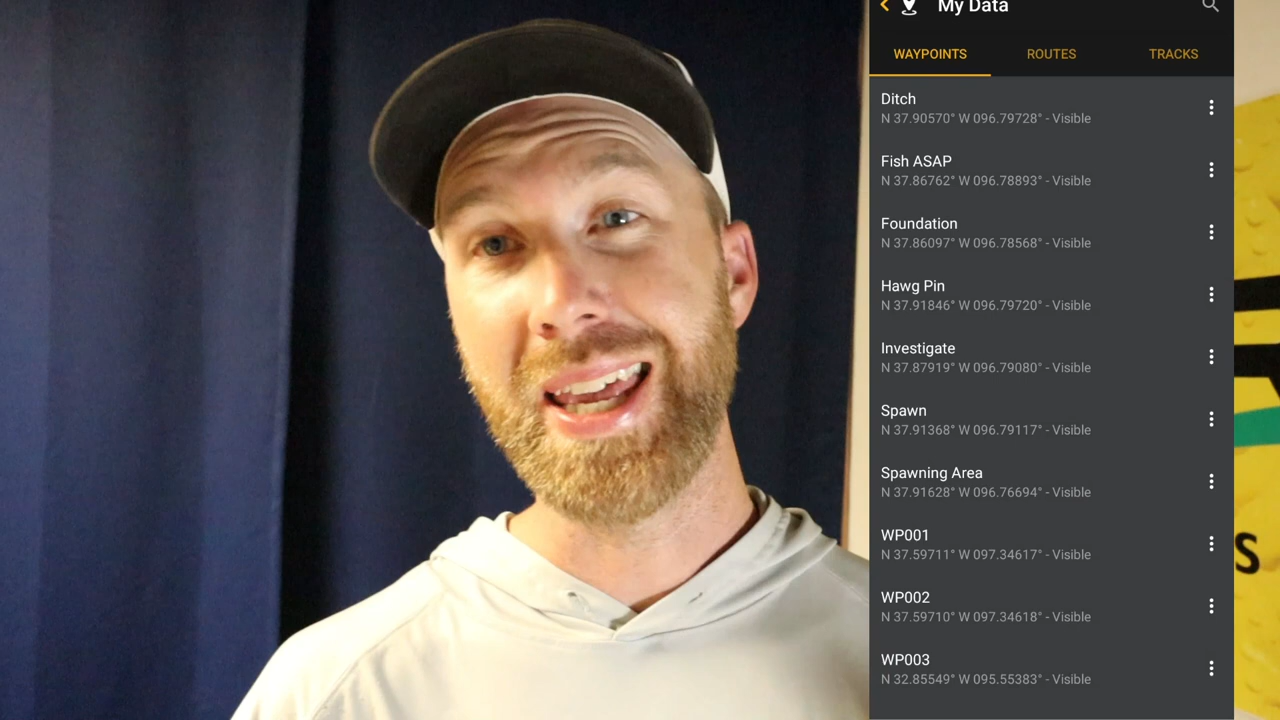 My Data
WAYPOINTS ROUTES TRACKS
Ditch
N 37.90570° W 096.79728° - Visible
Fish ASAP
N 37.86762° W 096.78893° - Visible
Foundation
N 37.86097° W 096.78568° - Visible
Hawg Pin
N 37.91846° W 096.79720° - Visible
Investigate
N 37.87919° W 096.79080° - Visible
Spawn
N 37.91368° W 096.79117° - Visible
Spawning Area
N 37.91628° W 096.76694° - Visible
WP001
N 37.59711° W 097.34617° - Visible
WP002
N 37.59710° W 097.34618° - Visible
WP003
N 32.85549° W 095.55383° - Visible
S